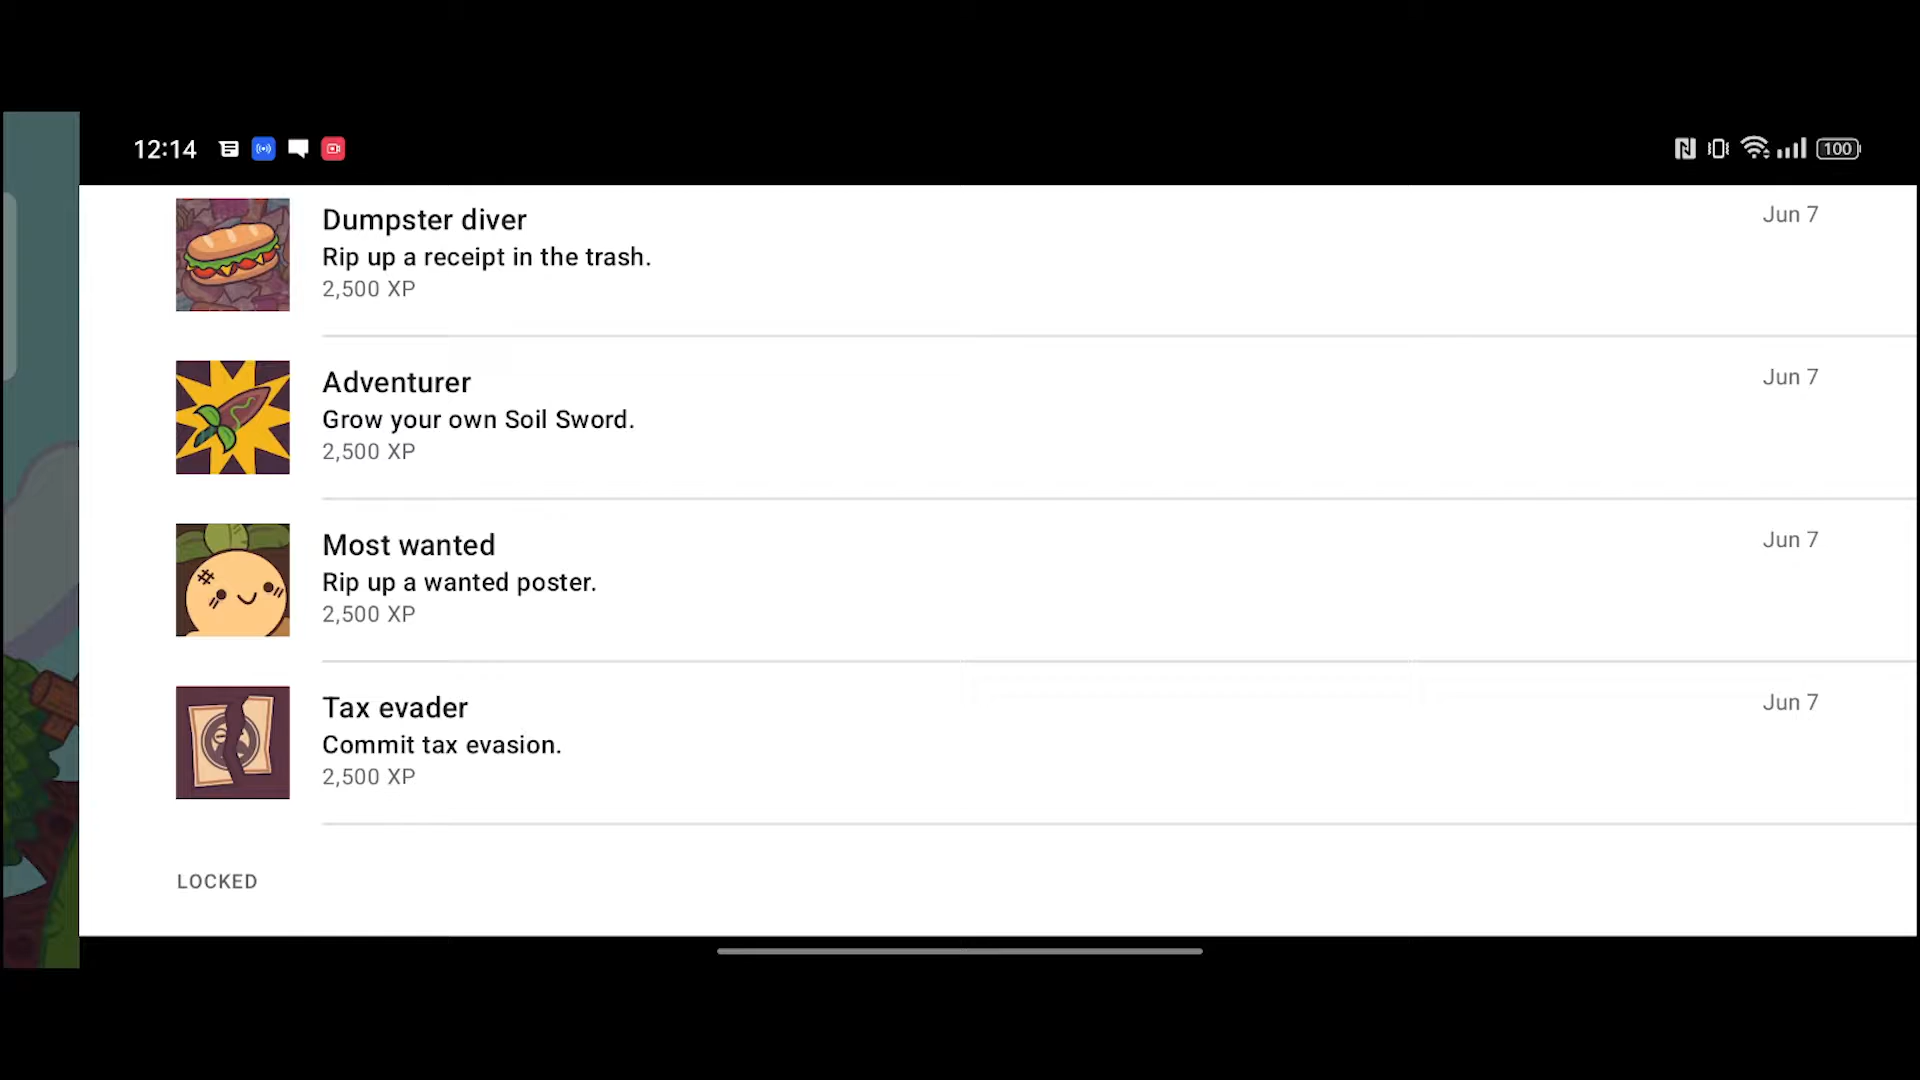 12:14
100
Dumpster diver
Jun 7
Rip up a receipt in the trash.
2,500 XP
Adventurer
Jun 7
Grow your own Soil Sword.
2,500 XP
Most wanted
Jun 7
Rip up a wanted poster.
2,500 XP
Tax evader
Jun 7
Commit tax evasion.
2,500 XP
LOCKED